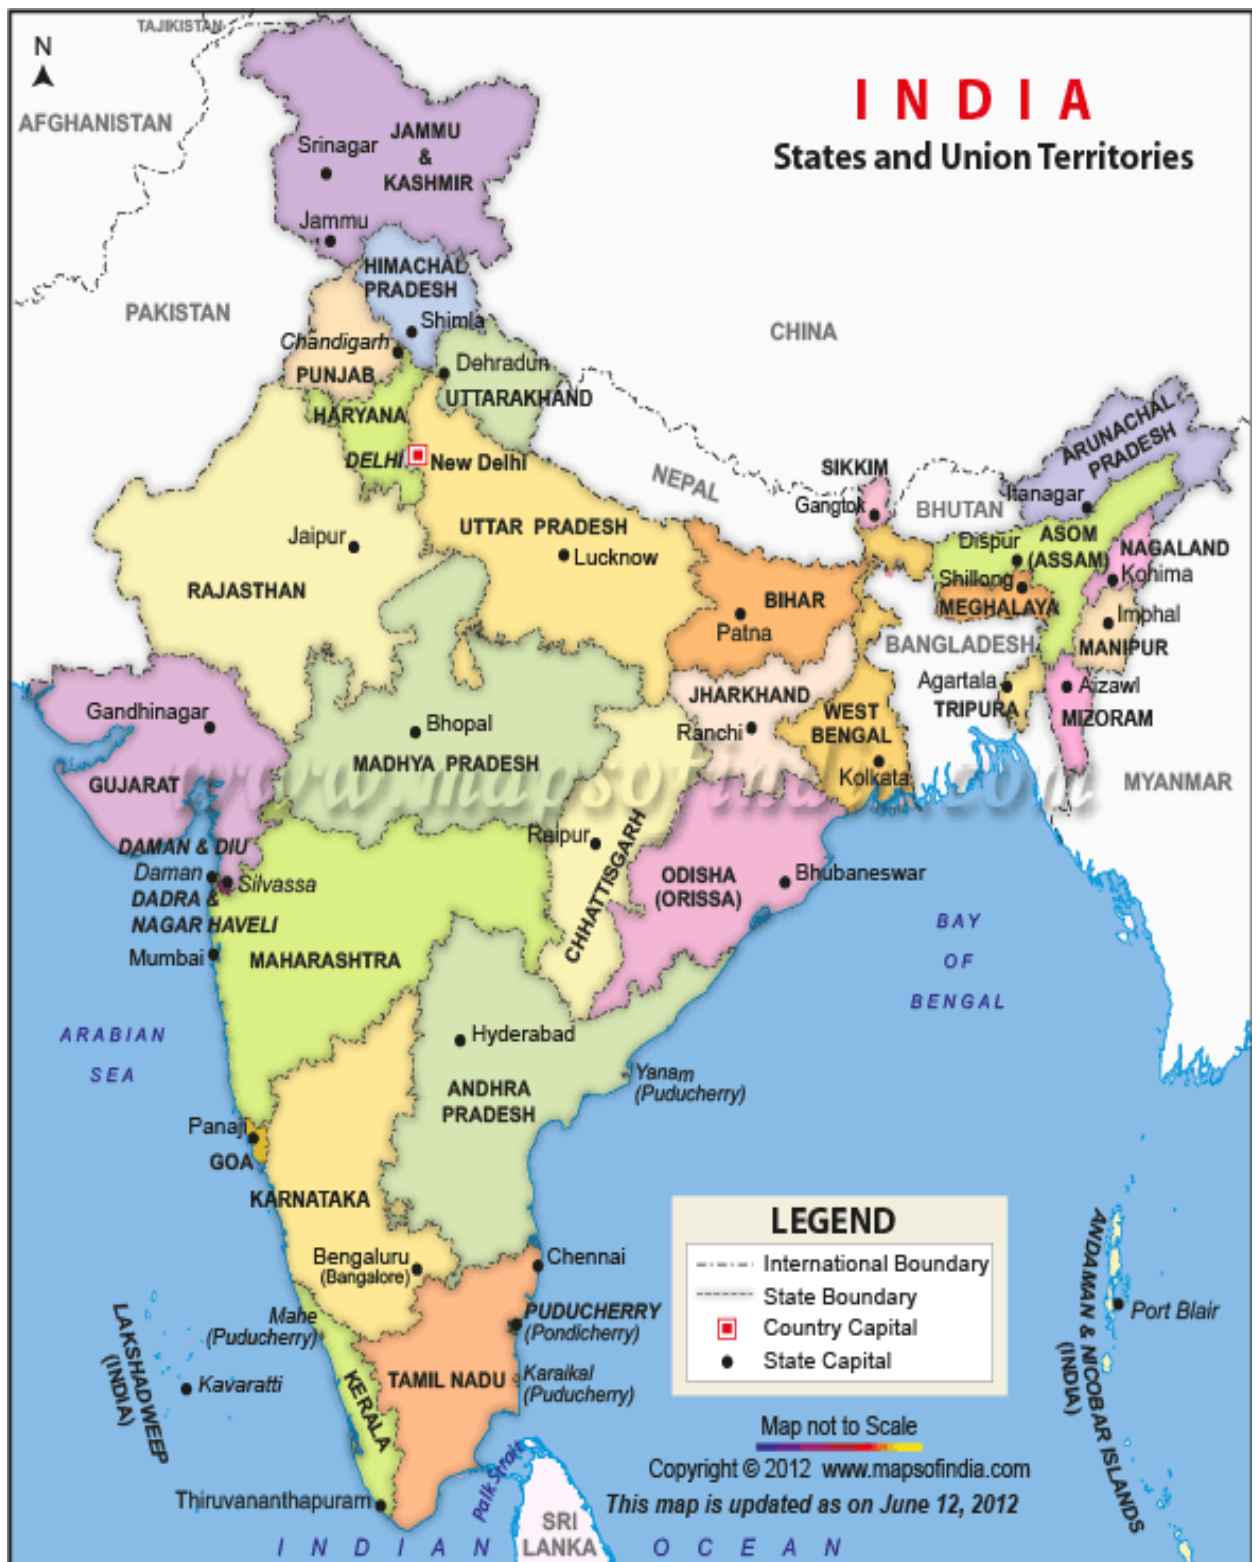 TAJIKISTAN
N
AFGHANISTAN
INDIA
States and Union Territories
JAMMU
&
KASHMIR
Srinagar
Jammu
HIMACHAL
PRADESH
PAKISTAN
Shimla
CHINA
Chandigarh
PUNJAB
Dehradun
UTTARAKHAND
HARYANA
DELHI
New Delhi
ARUNACHAL
PRADESH
NEPAL
SIKKIM
Gangtok
BHUTAN
Itanagar
UTTAR PRADESH
Lucknow
Jaipur
RAJASTHAN
Dispur
ASOM
(ASSAM)
NAGALAND
Kohima
Shillong
MEGHALAYA
BIHAR
Patna
Imphal
MANIPUR
BANGLADESH
Agartala
TRIPURA
Aizawl
MIZORAM
JHARKHAND
Ranchi
WEST
BENGAL
Kolkata
Gandhinagar
GUJARAT
Bhopal
MADHYA PRADESH
www.mapsofindia.com
MYANMAR
Raipur
CHHATTISGARH
DAMAN & DIU
Daman
Silvassa
DADRA &
NAGAR HAVELI
ODISHA
(ORISSA)
Bhubaneswar
Mumbai
MAHARASHTRA
BAY
OF
BENGAL
ARABIAN
SEA
Hyderabad
ANDHRA
PRADESH
Yanam
(Puducherry)
Panaji
GOA
KARNATAKA
Bengaluru
(Bangalore)
Chennai
Mahe
(Puducherry)
PUDUCHERRY
(Pondicherry)
LAKSHADWEEP
(INDIA)
Kavaratti
KERALA
TAMIL NADU
Karaikal
(Puducherry)
Thiruvananthapuram
Palk Strait
SRI
LANKA
INDIAN OCEAN
LEGEND
International Boundary
State Boundary
Country Capital
State Capital
ANDAMAN & NICOBAR ISLANDS
(INDIA)
Port Blair
Map not to Scale
Copyright © 2012 www.mapsofindia.com
This map is updated as on June 12, 2012